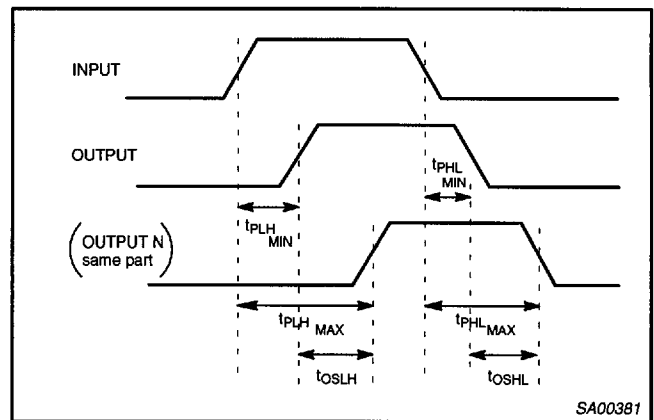 INPUT
OUTPUT
tPHL MIN
tPLH MIN
(OUTPUT N
same part)
tPLH MAX
tPHL MAX
tOSLH
tOSHL
SA00381